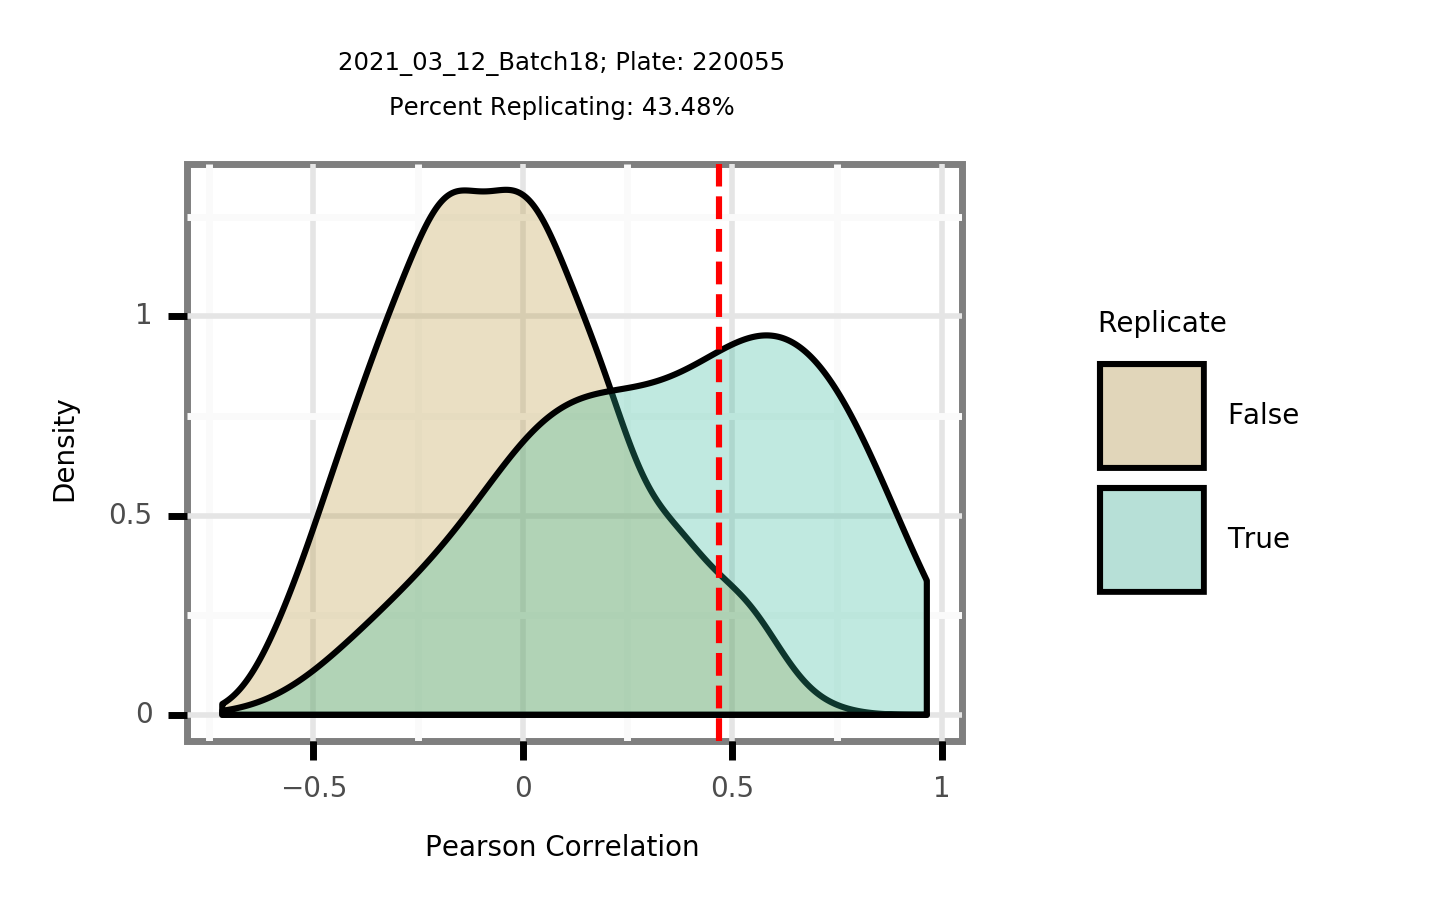 2021_03_12_Batch18; Plate: 220055
Percent Replicating: 43.48%
Density
1
0.5
0
−0.5
0
0.5
1
Pearson Correlation
Replicate
False
True